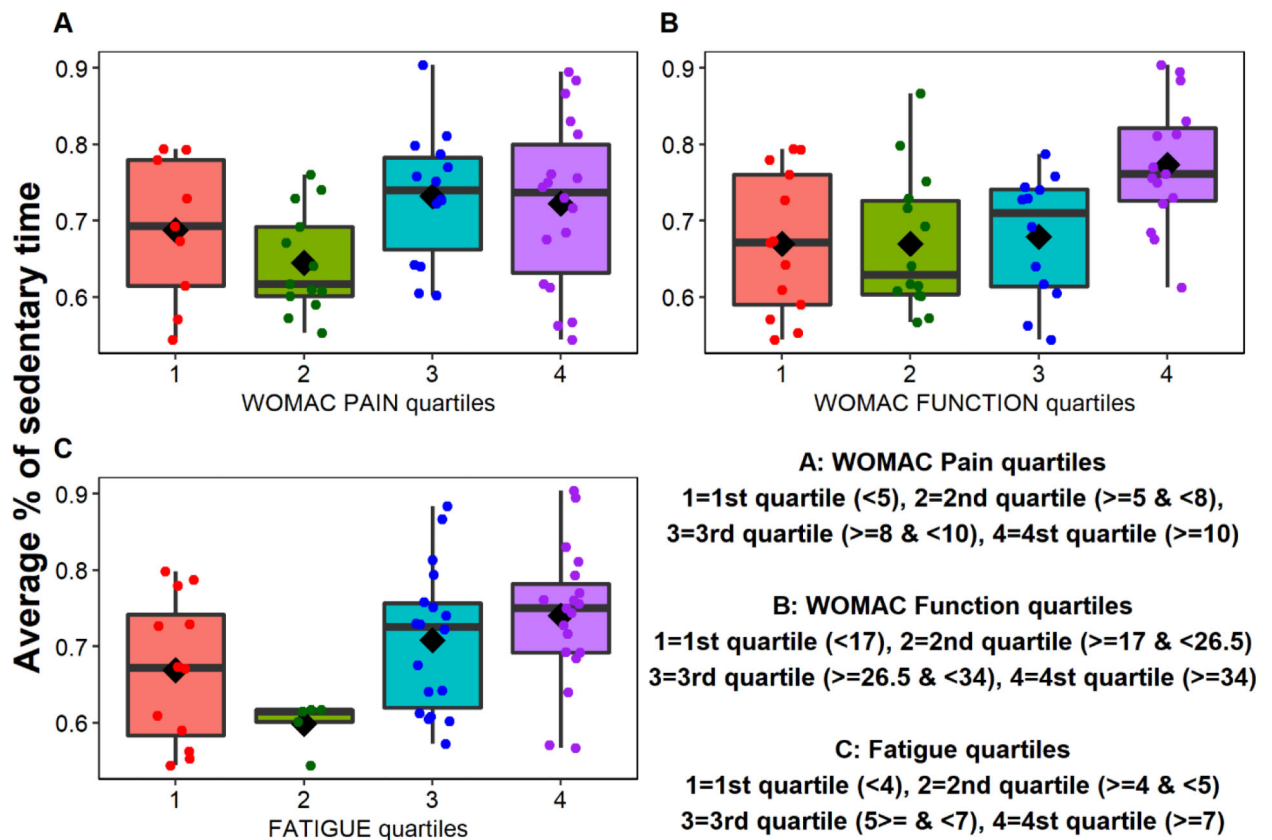 Average % of sedentary time
A
0.9
0.8
0.7
0.6
1 2 3 4
WOMAC PAIN quartiles
B
0.9
0.8
0.7
0.6
1 2 3 4
WOMAC FUNCTION quartiles
C
0.9
0.8
0.7
0.6
1 2 3 4
FATIGUE quartiles
A: WOMAC Pain quartiles
1=1st quartile (<5), 2=2nd quartile (>=5 & <8),
3=3rd quartile (>=8 & <10), 4=4st quartile (>=10)
B: WOMAC Function quartiles
1=1st quartile (<17), 2=2nd quartile (>=17 & <26.5)
3=3rd quartile (>=26.5 & <34), 4=4st quartile (>=34)
C: Fatigue quartiles
1=1st quartile (<4), 2=2nd quartile (>=4 & <5)
3=3rd quartile (5>= & <7), 4=4st quartile (>=7)